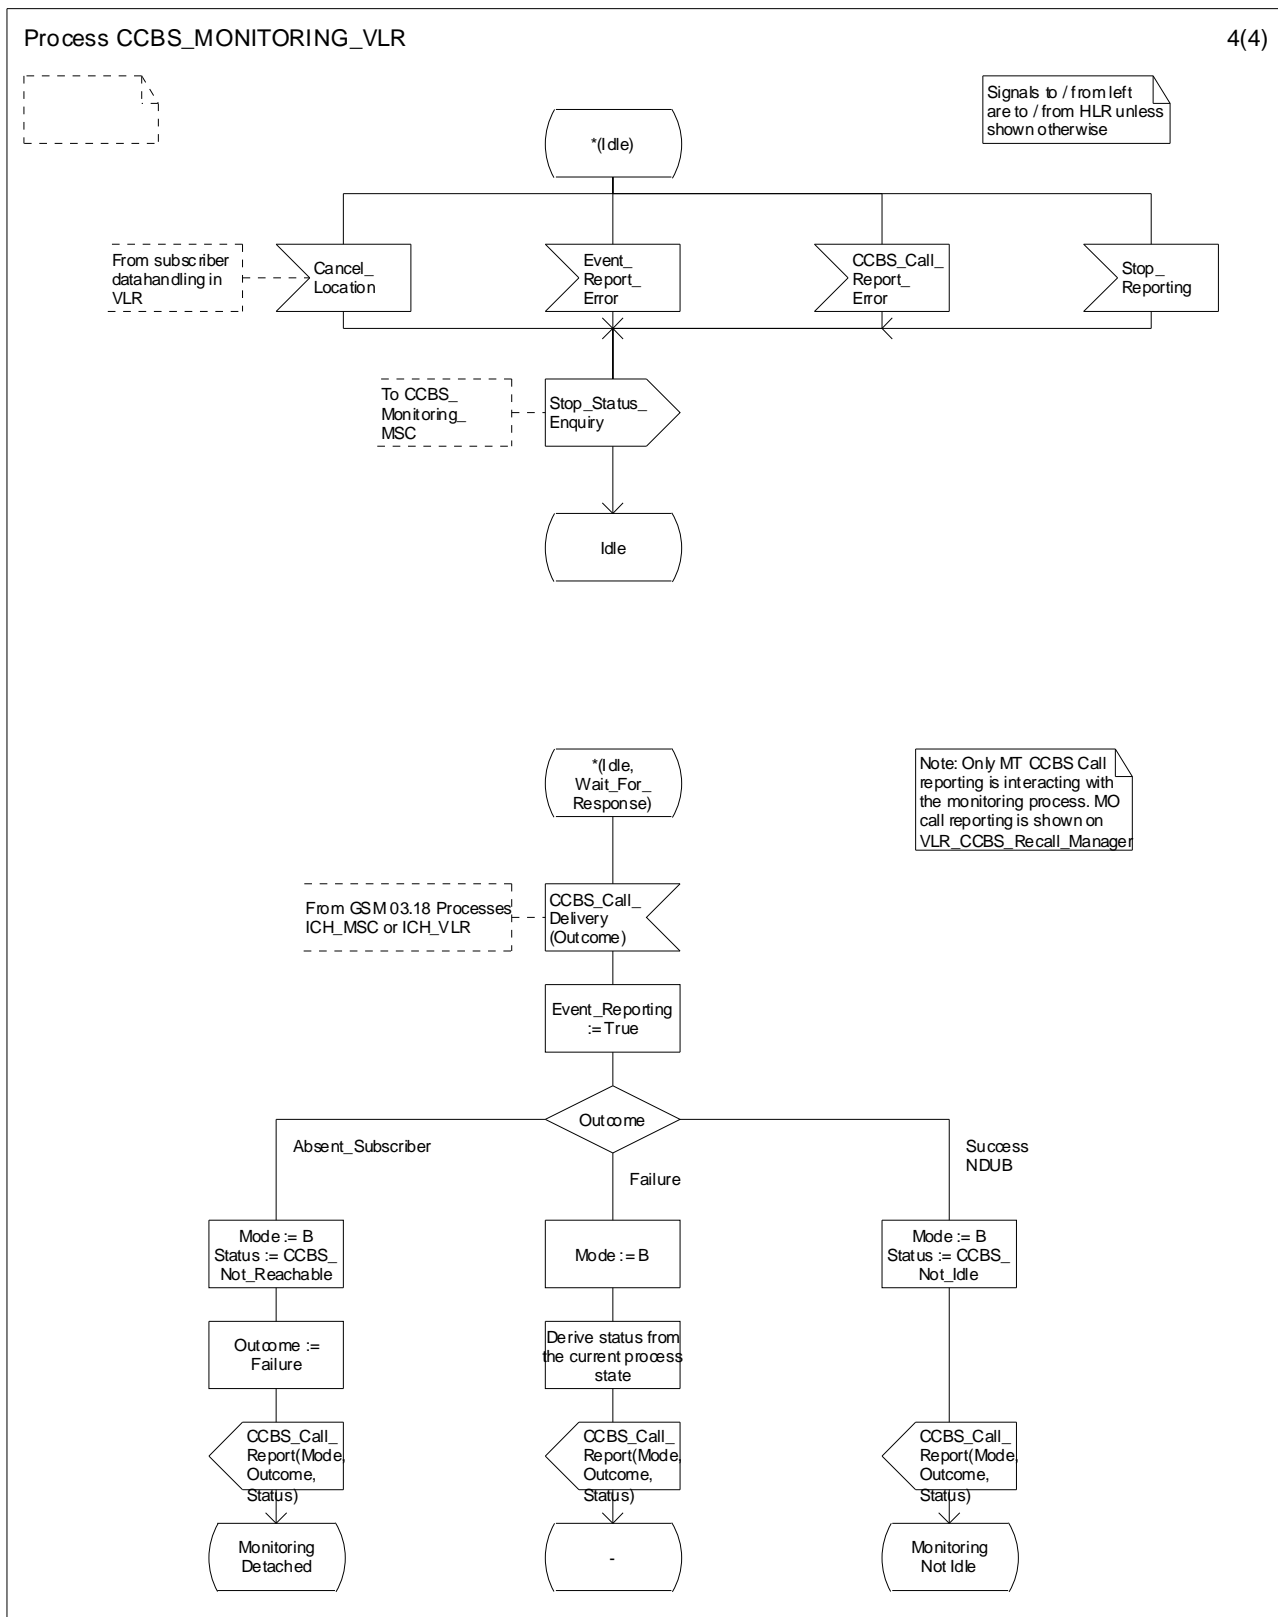 Process CCBS_MONITORING_VLR
4(4)
Signals to / from left
are to / from HLR unless
shown otherwise
*(Idle)
From subscriber
datahandling in
VLR
Cancel_
Location
Event_
Report_
Error
CCBS_Call_
Report_
Error
Stop_
Reporting
To CCBS_
Monitoring_
MSC
Stop_Status_
Enquiry
Idle
*(Idle,
Wait_For_
Response)
Note: Only MT CCBS Call
reporting is interacting with
the monitoring process. MO
call reporting is shown on
VLR_CCBS_Recall_Manager
From GSM 03.18 Processes
ICH_MSC or ICH_VLR
CCBS_Call_
Delivery
(Outcome)
Event_Reporting
:= True
Outcome
Absent_Subscriber
Failure
Success
NDUB
Mode := B
Status := CCBS_
Not_Reachable
Mode := B
Mode := B
Status := CCBS_
Not_Idle
Outcome :=
Failure
Derive status from
the current process
state
CCBS_Call_
Report(Mode,
Outcome,
Status)
CCBS_Call_
Report(Mode,
Outcome,
Status)
CCBS_Call_
Report(Mode,
Outcome,
Status)
Monitoring
Detached
-
Monitoring
Not Idle